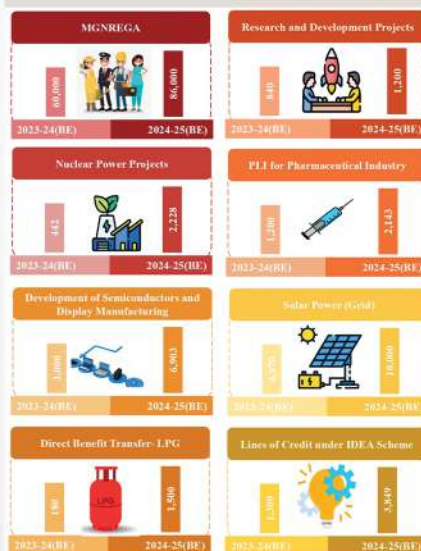 MGNREGA
60,000
86,000
2023-24(BE) 2024-25(BE)
Research and Development Projects
840
1,200
2023-24(BE) 2024-25(BE)
Nuclear Power Projects
442
2,228
2023-24(BE) 2024-25(BE)
PLI for Pharmaceutical Industry
1,200
2,143
2023-24(BE) 2024-25(BE)
Development of Semiconductors and
Display Manufacturing
3,000
6,903
2023-24(BE) 2024-25(BE)
Solar Power (Grid)
4,970
10,000
2023-24(BE) 2024-25(BE)
Direct Benefit Transfer- LPG
180
LPG
1,500
2023-24(BE) 2024-25(BE)
Lines of Credit under IDEA Scheme
1,300
3,849
2023-24(BE) 2024-25(BE)